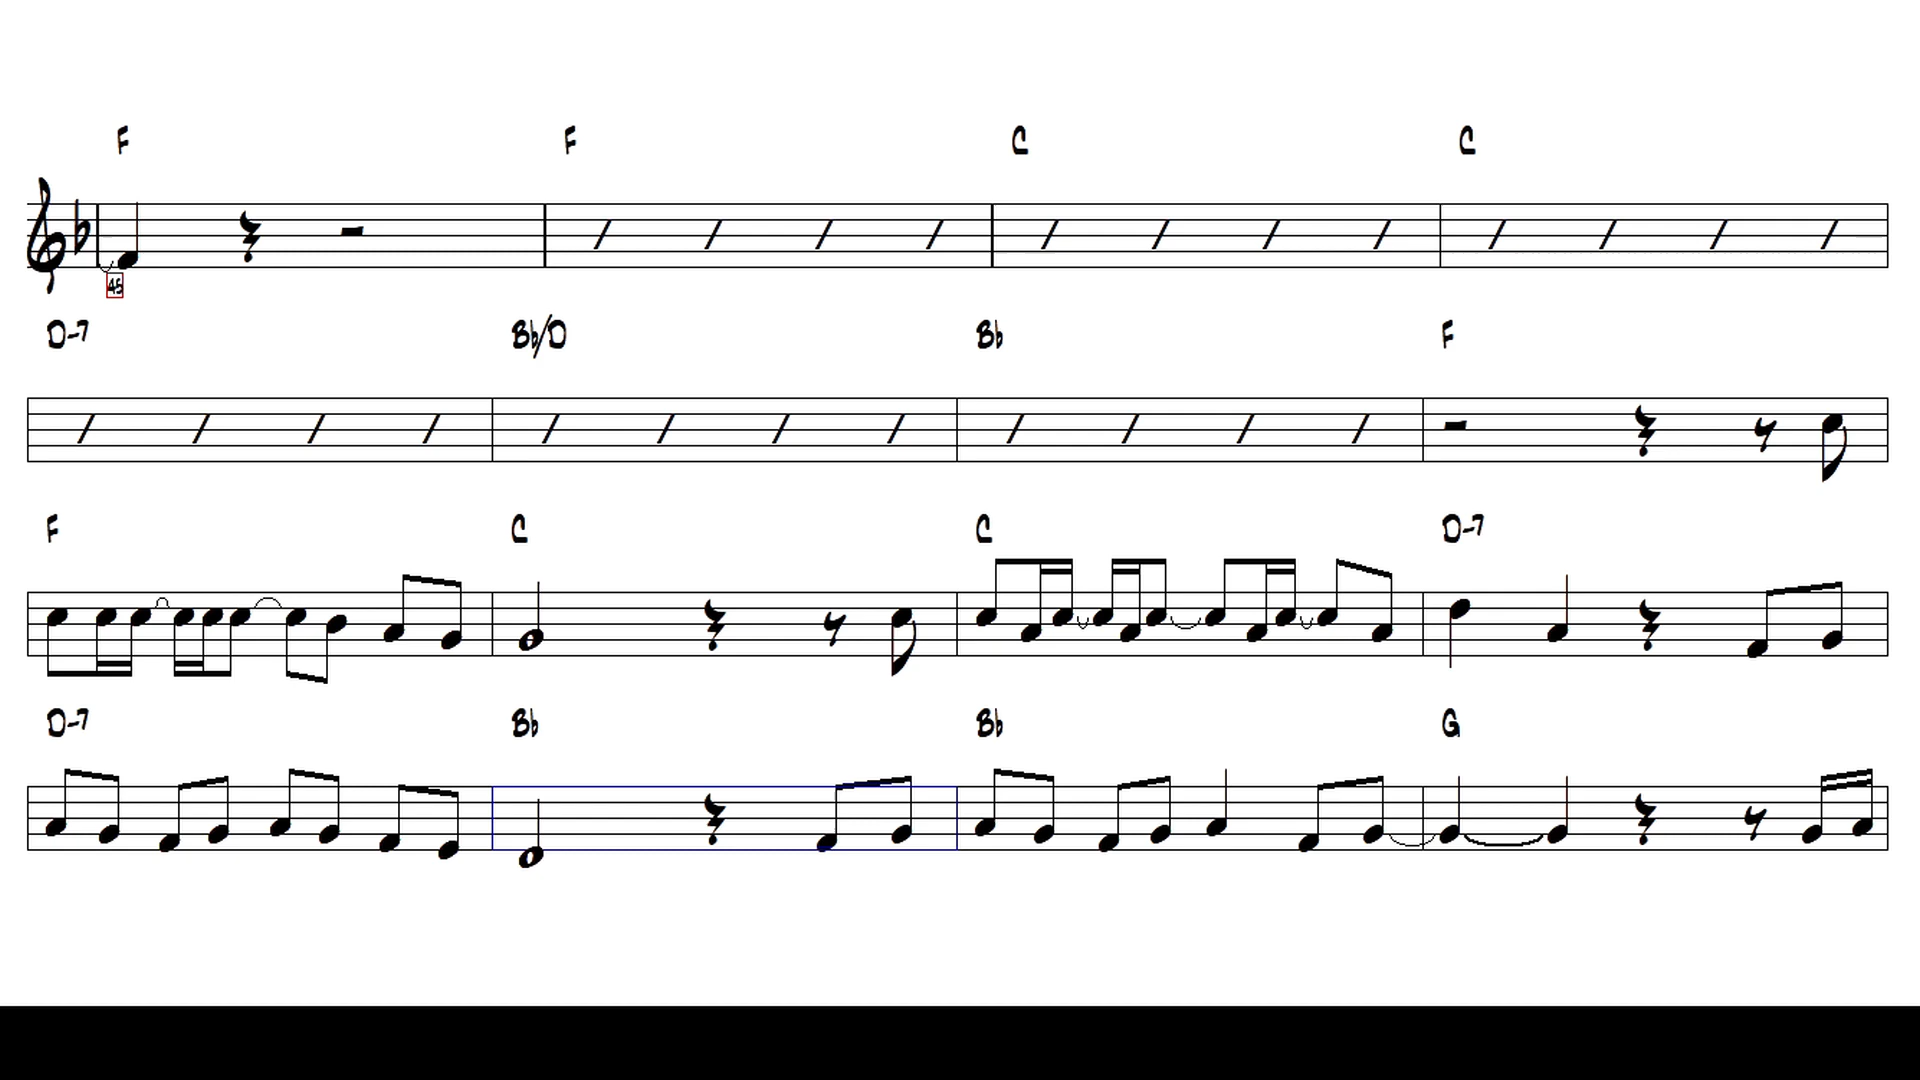 F F C C
45
D-7 Bb/D Bb F
F C C D-7
D-7 Bb Bb G